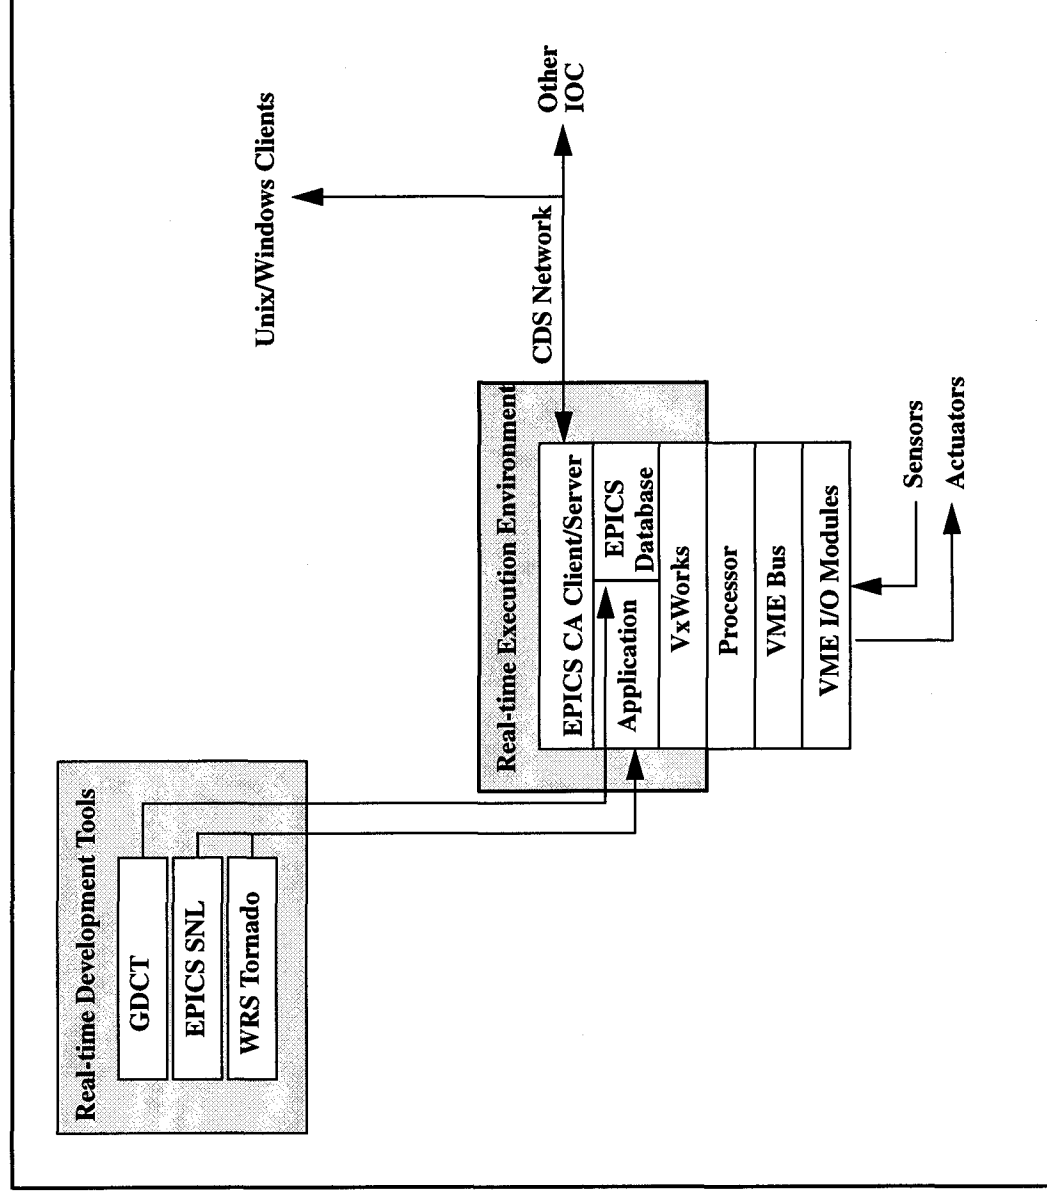 Real-time Development Tools
GDCT
EPICS SNL
WRS Tornado
Unix/Windows Clients
Other
IOC
CDS Network
Real-time Execution Environment
EPICS CA Client/Server
Application
EPICS
Database
VxWorks
Processor
VME Bus
VME I/O Modules
Sensors
Actuators